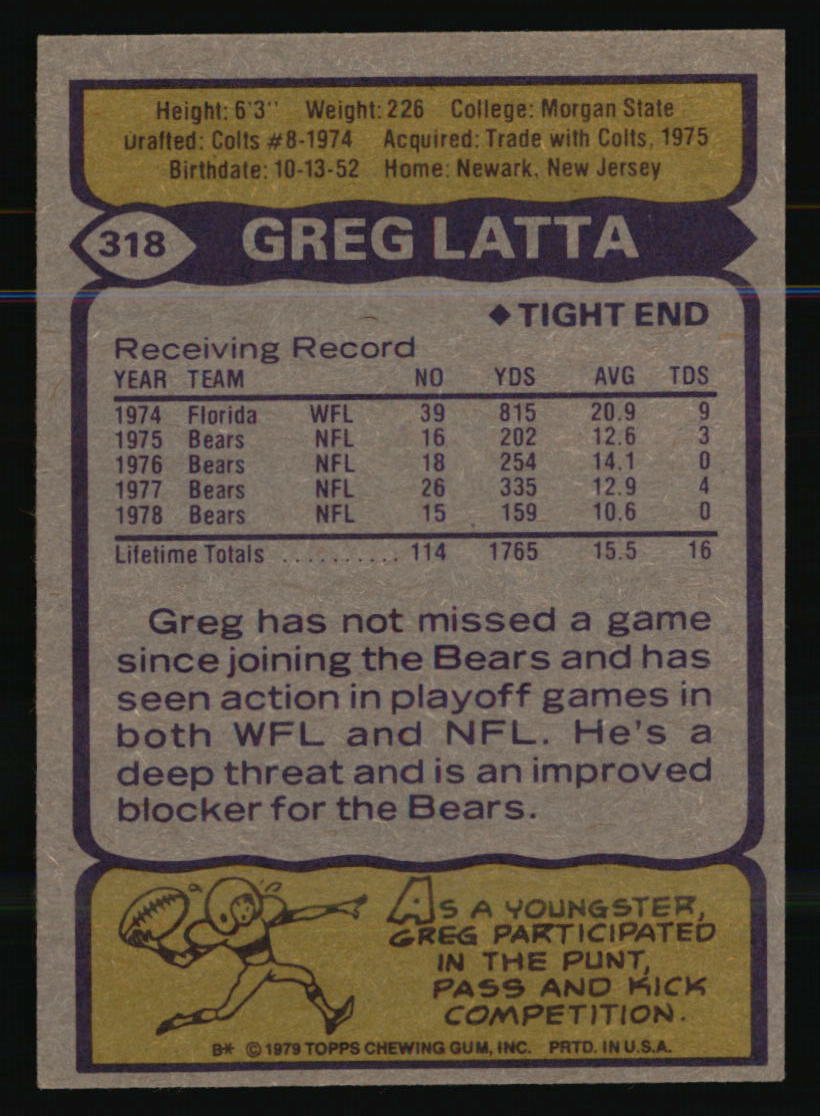 Height: 6'3'' Weight: 226 College: Morgan State
Drafted: Colts #8-1974 Acquired: Trade with Colts, 1975
Birthdate: 10-13-52 Home: Newark, New Jersey
318 GREG LATTA
◆ TIGHT END
Receiving Record
YEAR TEAM NO YDS AVG TDS
1974 Florida WFL 39 815 20.9 9
1975 Bears NFL 16 202 12.6 3
1976 Bears NFL 18 254 14.1 0
1977 Bears NFL 26 335 12.9 4
1978 Bears NFL 15 159 10.6 0
Lifetime Totals .......... 114 1765 15.5 16
Greg has not missed a game
since joining the Bears and has
seen action in playoff games in
both WFL and NFL. He's a
deep threat and is an improved
blocker for the Bears.
AS A YOUNGSTER,
GREG PARTICIPATED
IN THE PUNT,
PASS AND KICK
COMPETITION.
B* © 1979 TOPPS CHEWING GUM, INC. PRTD. IN U.S.A.